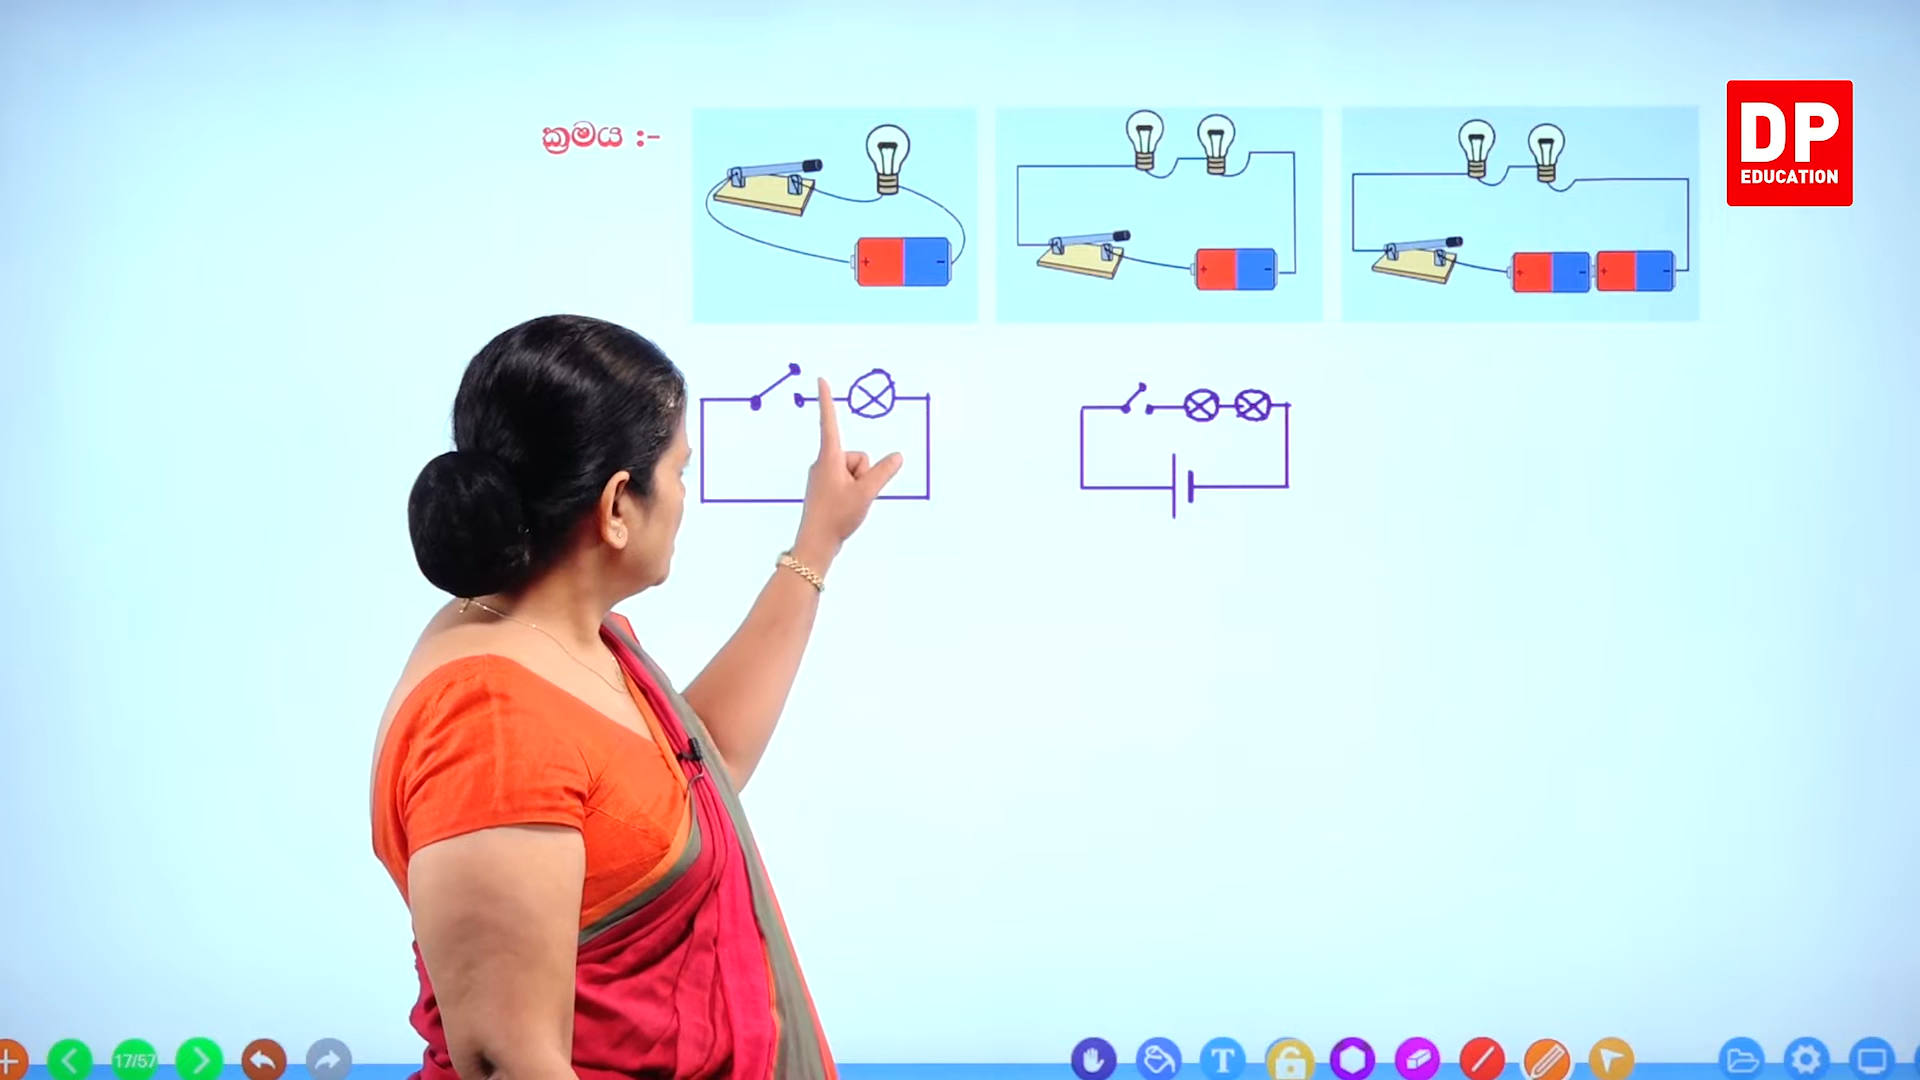 ක්‍රමය :-
DP
EDUCATION
+
-
+
-
+
-
+
-
17/57
T